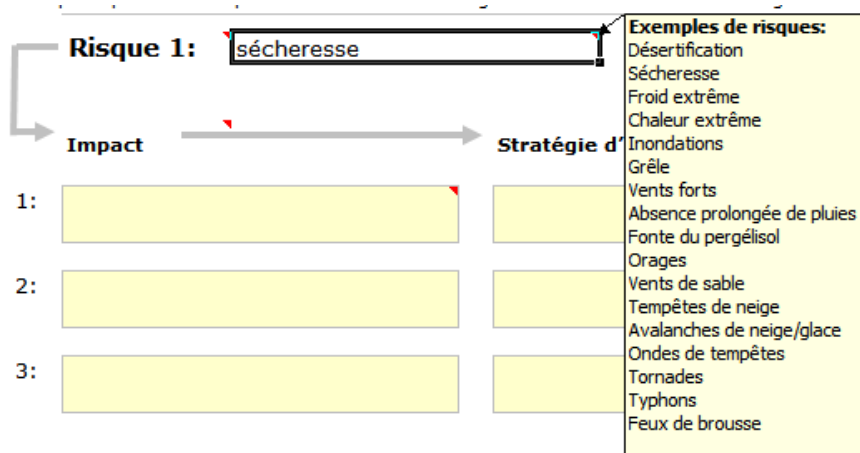 Risque 1: sécheresse
Impact
Stratégie d'
1:
2:
3:
Exemples de risques:
Désertification
Sécheresse
Froid extrême
Chaleur extrême
Inondations
Grêle
Vents forts
Absence prolongée de pluies
Fonte du pergélisol
Orages
Vents de sable
Tempêtes de neige
Avalanches de neige/glace
Ondes de tempêtes
Tornades
Typhons
Feux de brousse